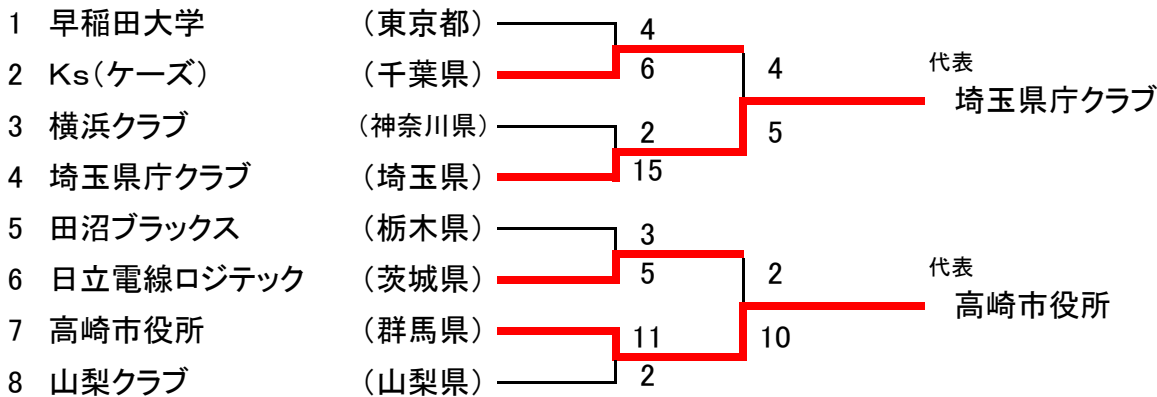 1 早稲田大学 （東京都） 4
2 Ks（ケーズ） （千葉県） 6 4 代表
埼玉県庁クラブ
3 横浜クラブ （神奈川県） 2 5
4 埼玉県庁クラブ （埼玉県） 15
5 田沼ブラックス （栃木県） 3
6 日立電線ロジテック （茨城県） 5 2 代表
高崎市役所
7 高崎市役所 （群馬県） 11 10
8 山梨クラブ （山梨県） 2